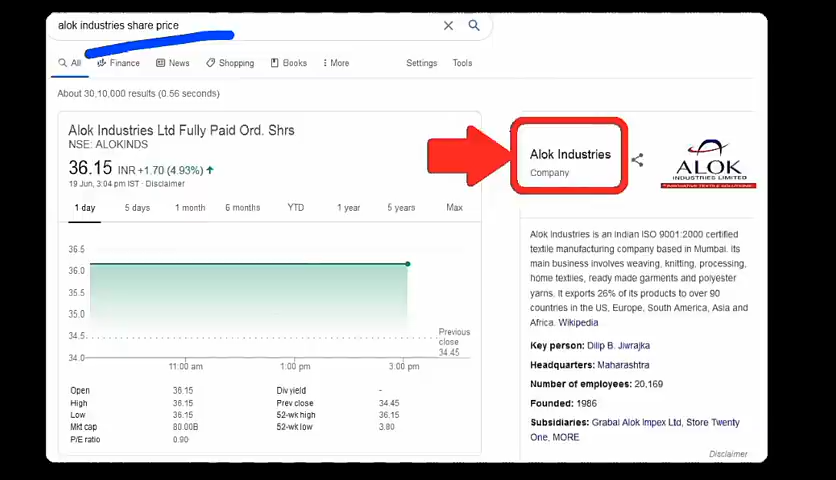 alok industries share price
All Finance News Shopping Books More Settings Tools
About 30,10,000 results (0.56 seconds)
Alok Industries Ltd Fully Paid Ord. Shrs
NSE: ALOKINDS
36.15 INR +1.70 (4.93%) ↑
19 Jun, 3:04 pm IST · Disclaimer
1 day 5 days 1 month 6 months YTD 1 year 5 years Max
36.5
36.0
35.5
35.0
34.5
34.0
Previous
close
34.45
11:00 am 1:00 pm 3:00 pm
Open 36.15 Div yield -
High 36.15 Prev close 34.45
Low 36.15 52-wk high 36.15
Mkt cap 80.00B 52-wk low 3.80
P/E ratio 0.90
Alok Industries
Company
ALOK
INDUSTRIES LIMITED
INNOVATIVE TEXTILE SOLUTIONS
Alok Industries is an Indian ISO 9001:2000 certified
textile manufacturing company based in Mumbai. Its
main business involves weaving, knitting, processing,
home textiles, ready made garments and polyester
yarns. It exports 26% of its products to over 90
countries in the US, Europe, South America, Asia and
Africa. Wikipedia
Key person: Dilip B. Jiwrajka
Headquarters: Maharashtra
Number of employees: 20,169
Founded: 1986
Subsidiaries: Grabal Alok Impex Ltd, Store Twenty
One, MORE
Disclaimer